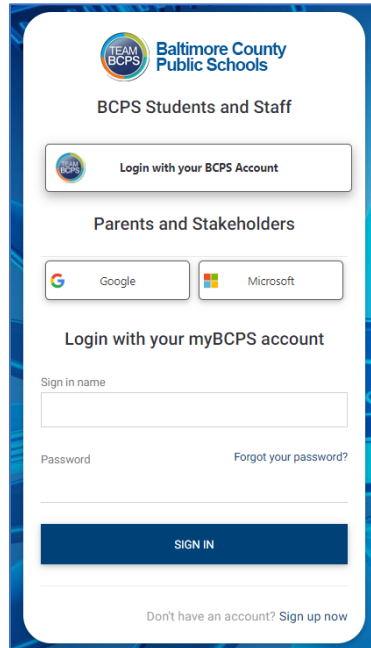 TEAM
BCPS
Baltimore County
Public Schools
BCPS Students and Staff
TEAM
BCPS
Login with your BCPS Account
Parents and Stakeholders
Google
Microsoft
Login with your myBCPS account
Sign in name
Password
Forgot your password?
SIGN IN
Don't have an account? Sign up now